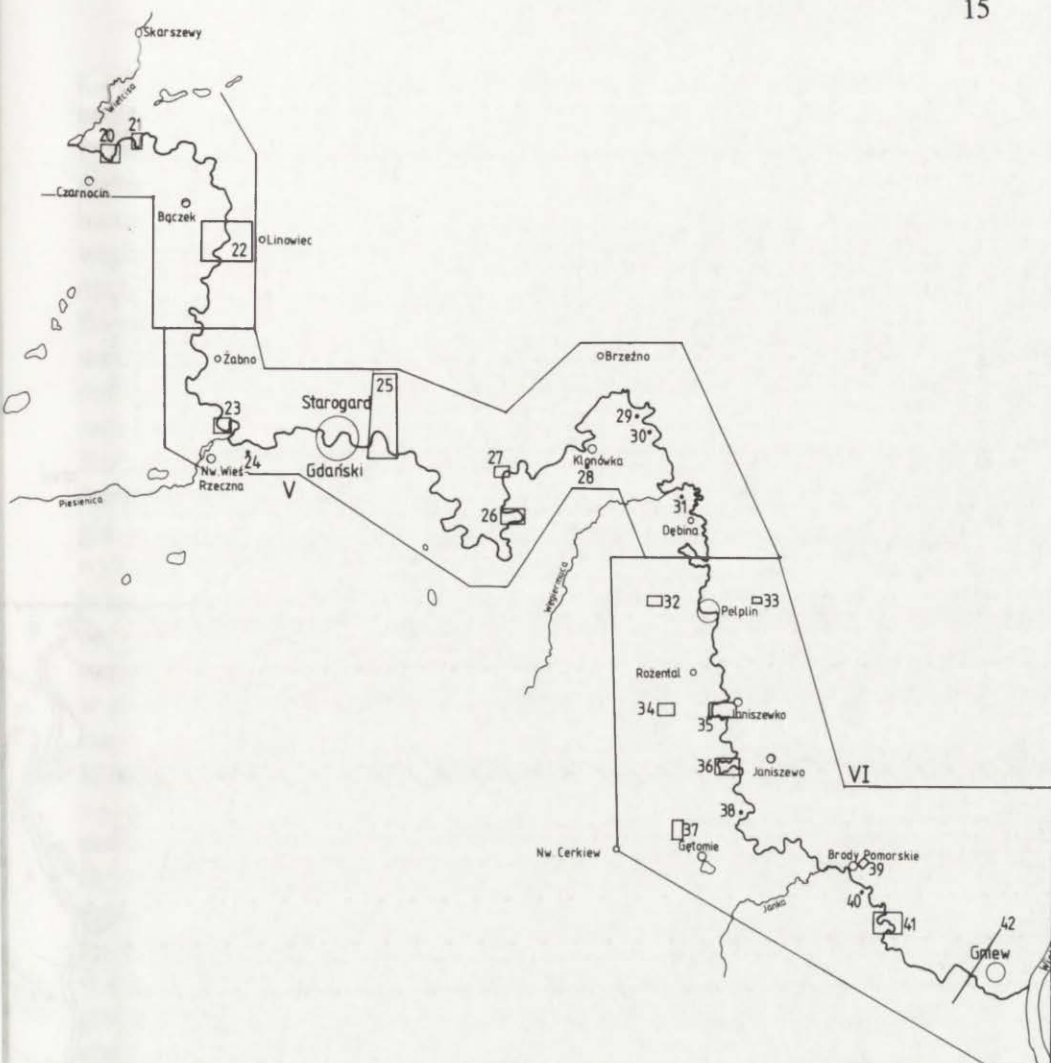 15
Skarszewy
Wietcisa
20
21
Czarnocin
Bączek
Linowiec
22
Żabno
Brzeźno
25
Starogard
Gdański
23
24
Nw. Wieś
Rzeczna
Piesienica
V
29
30
Klonówka
28
27
26
31
Dębina
Węgiermuca
32
33
Pelplin
Rożental
34
35
Janiszewko
36
Janiszewo
VI
38
37
Gętomie
Nw. Cerkiew
Brody Pomorskie
39
40
Janka
41
42
Gniew